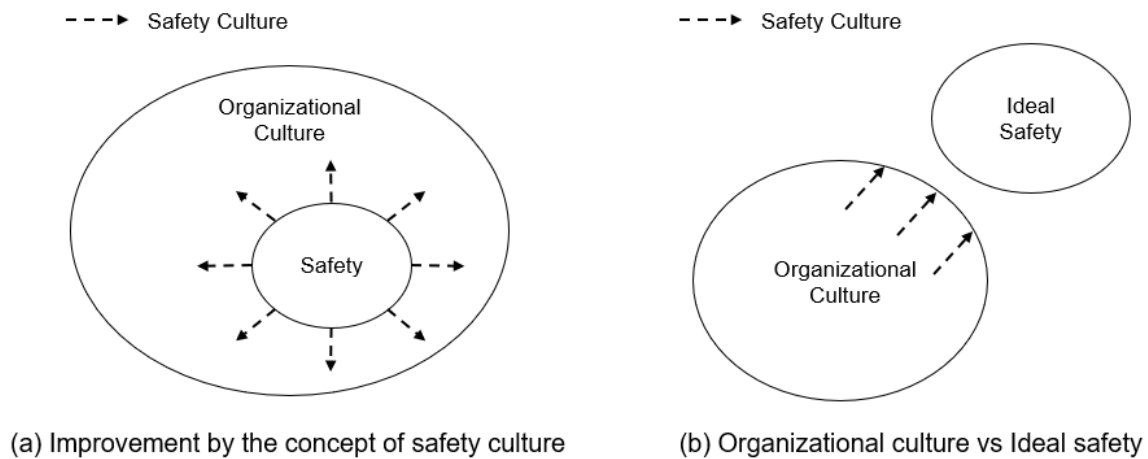 Safety Culture
Organizational
Culture
Safety
(a) Improvement by the concept of safety culture
Safety Culture
Ideal
Safety
Organizational
Culture
(b) Organizational culture vs Ideal safety